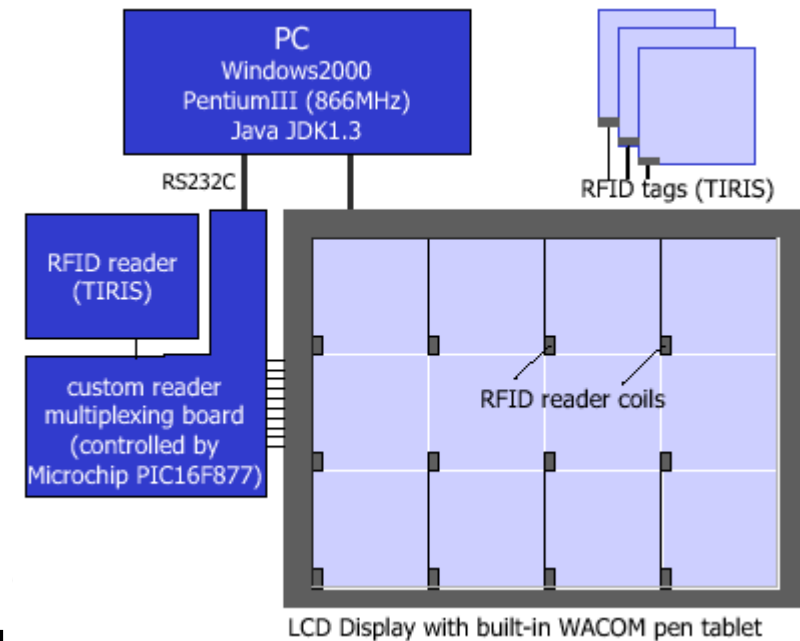 PC
Windows2000
PentiumIII (866MHz)
Java JDK1.3
RS232C
RFID tags (TIRIS)
RFID reader
(TIRIS)
custom reader
multiplexing board
(controlled by
Microchip PIC16F877)
RFID reader coils
LCD Display with built-in WACOM pen tablet